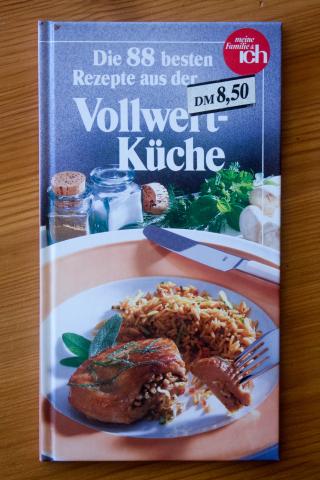 meine
Familie &
ich
Die 88 besten
Rezepte aus der
DM 8,50
Vollwert-
Küche